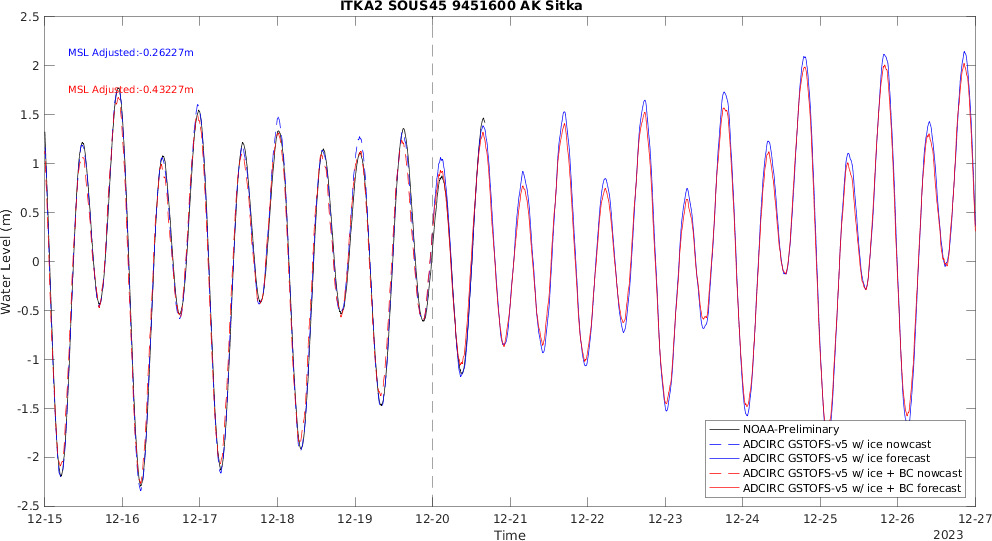 ITKA2 SOUS45 9451600 AK Sitka
MSL Adjusted:-0.26227m
MSL Adjusted:-0.43227m
Water Level (m)
2.5
2
1.5
1
0.5
0
-0.5
-1
-1.5
-2
-2.5
NOAA-Preliminary
ADCIRC GSTOFS-v5 w/ ice nowcast
ADCIRC GSTOFS-v5 w/ ice forecast
ADCIRC GSTOFS-v5 w/ ice + BC nowcast
ADCIRC GSTOFS-v5 w/ ice + BC forecast
12-15 12-16 12-17 12-18 12-19 12-20 12-21 12-22 12-23 12-24 12-25 12-26 12-27
Time
2023